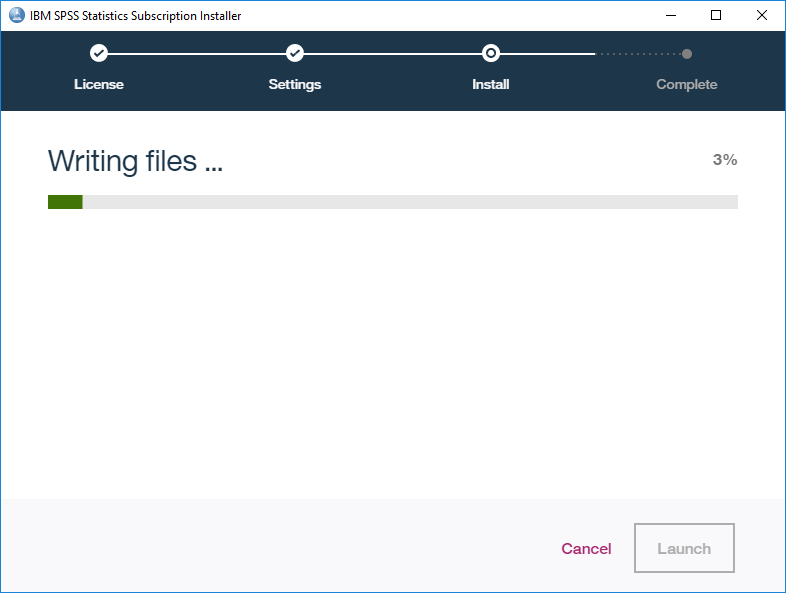 IBM SPSS Statistics Subscription Installer
License Settings Install Complete
Writing files ... 3%
Cancel Launch